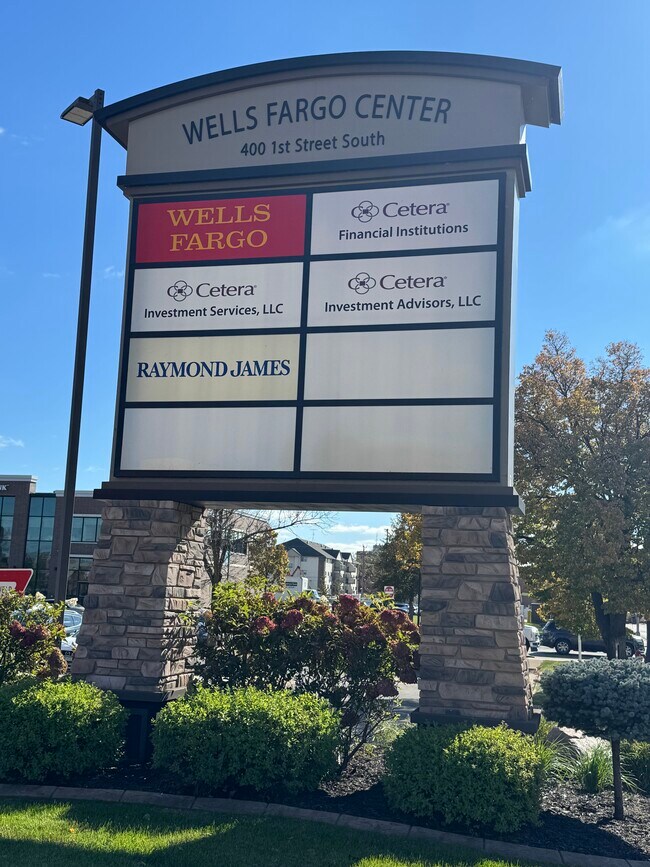 WELLS FARGO CENTER
400 1st Street South
WELLS
FARGO
Cetera®
Financial Institutions
Cetera®
Investment Services, LLC
Cetera®
Investment Advisors, LLC
RAYMOND JAMES